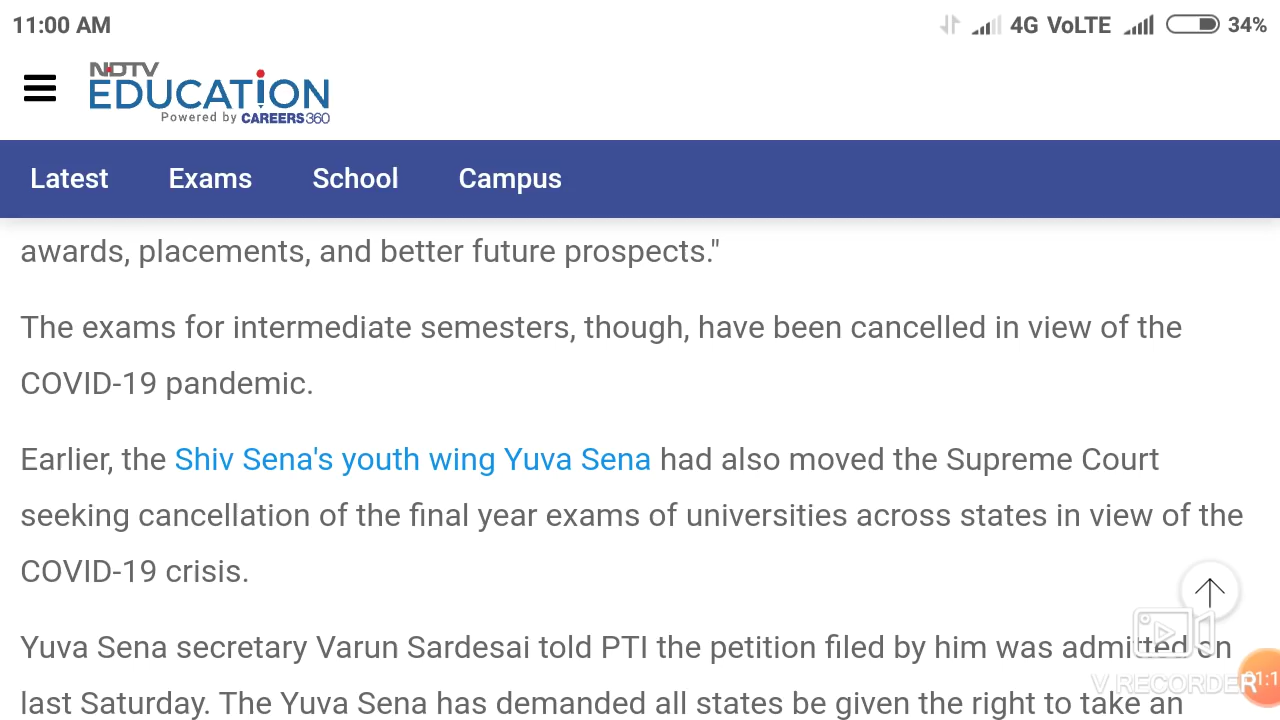 11:00 AM
4G VoLTE
34%
NDTV
EDUCATION
Powered by CAREERS360
Latest Exams School Campus
awards, placements, and better future prospects."
The exams for intermediate semesters, though, have been cancelled in view of the
COVID-19 pandemic.
Earlier, the Shiv Sena's youth wing Yuva Sena had also moved the Supreme Court
seeking cancellation of the final year exams of universities across states in view of the
COVID-19 crisis.
Yuva Sena secretary Varun Sardesai told PTI the petition filed by him was admitted on
V RECORDER
last Saturday. The Yuva Sena has demanded all states be given the right to take an